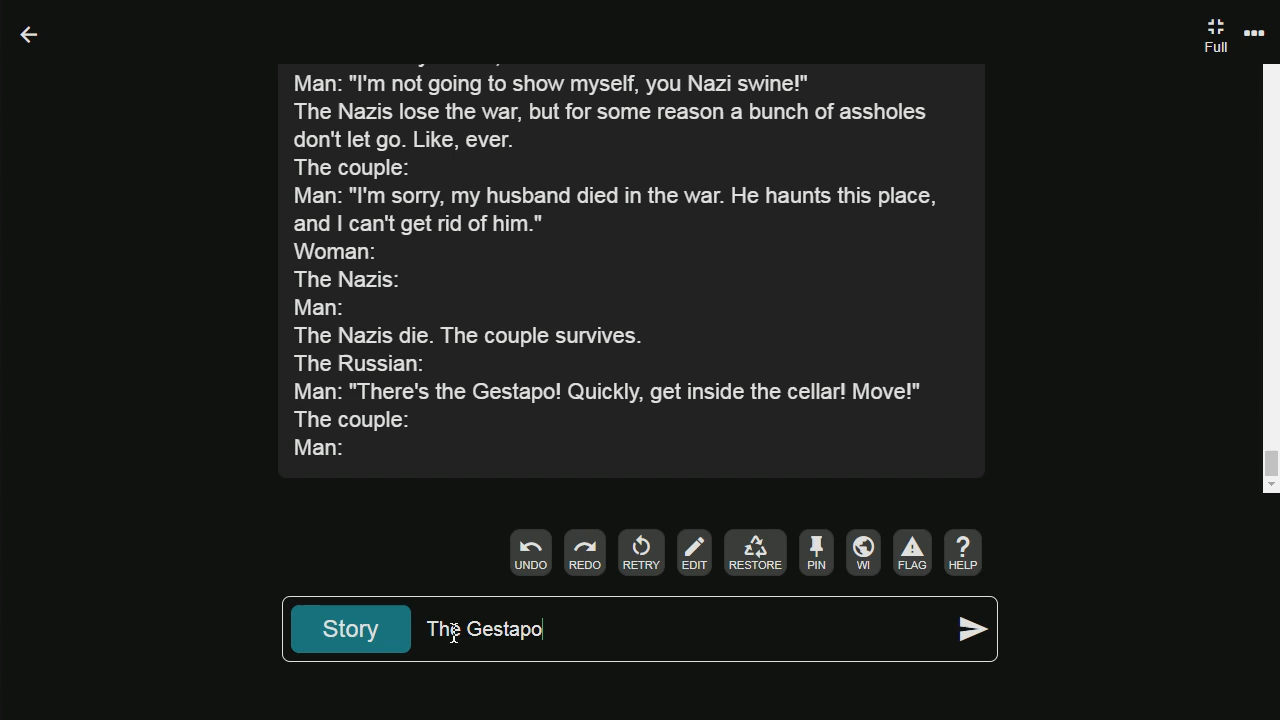 Full
Man: "I'm not going to show myself, you Nazi swine!"
The Nazis lose the war, but for some reason a bunch of assholes
don't let go. Like, ever.
The couple:
Man: "I'm sorry, my husband died in the war. He haunts this place,
and I can't get rid of him."
Woman:
The Nazis:
Man:
The Nazis die. The couple survives.
The Russian:
Man: "There's the Gestapo! Quickly, get inside the cellar! Move!"
The couple:
Man:
UNDO REDO RETRY EDIT RESTORE PIN WI FLAG HELP
Story The Gestapo